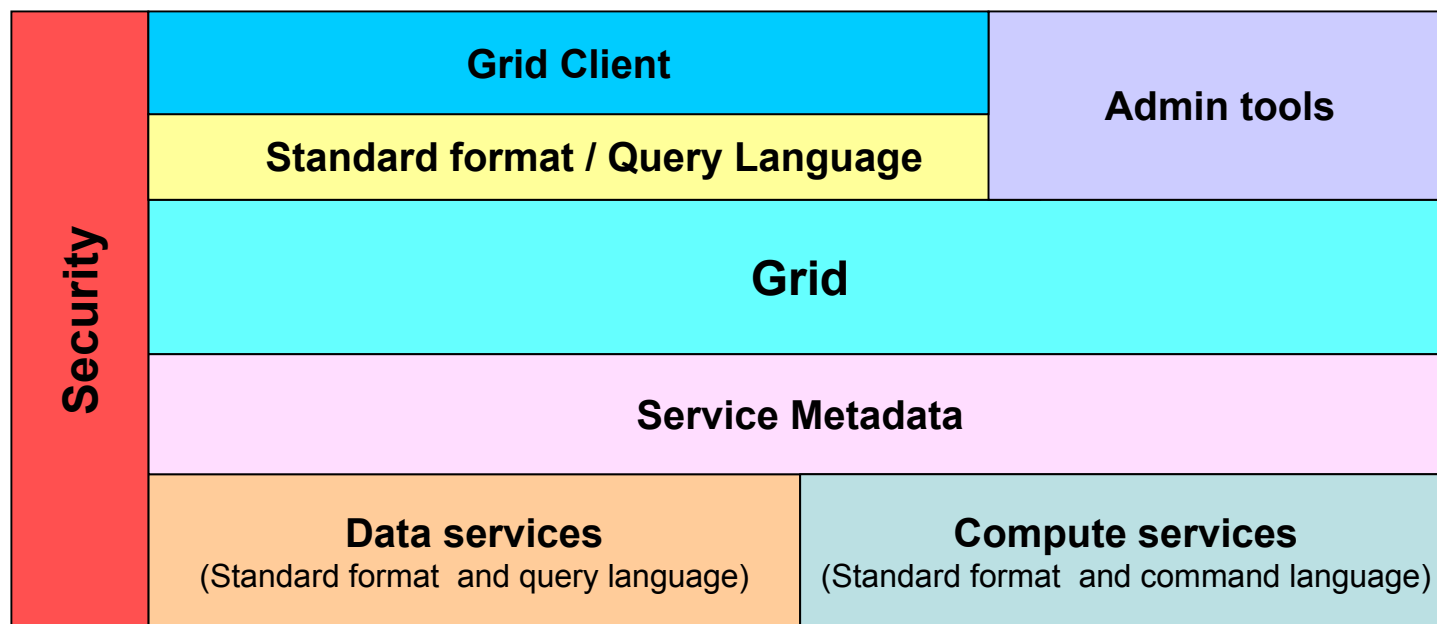 Security
Grid Client
Admin tools
Standard format / Query Language
Grid
Service Metadata
Data services
(Standard format and query language)
Compute services
(Standard format and command language)